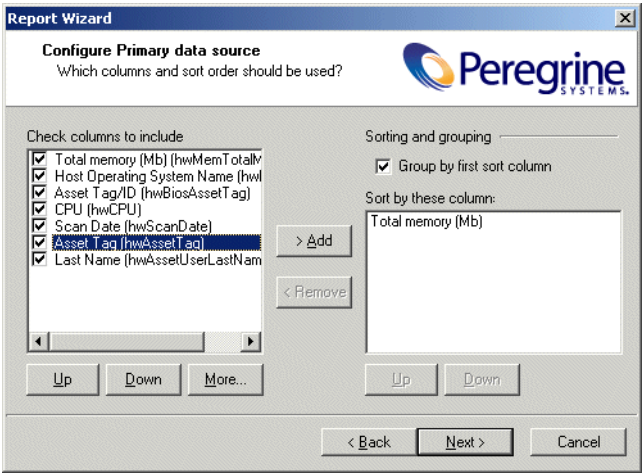 Report Wizard
Configure Primary data source
Which columns and sort order should be used?
Peregrine
SYSTEMS.
Check columns to include
Total memory (Mb) (hwMemTotalM
Host Operating System Name (hwl
Asset Tag/ID (hwBiosAssetTag)
CPU (hwCPU)
Scan Date (hwScanDate)
Asset Tag (hwAssetTag)
Last Name (hwAssetUserLastNam
Up
Down
More...
> Add
< Remove
Sorting and grouping
Group by first sort column
Sort by these column:
Total memory (Mb)
Up
Down
< Back
Next >
Cancel